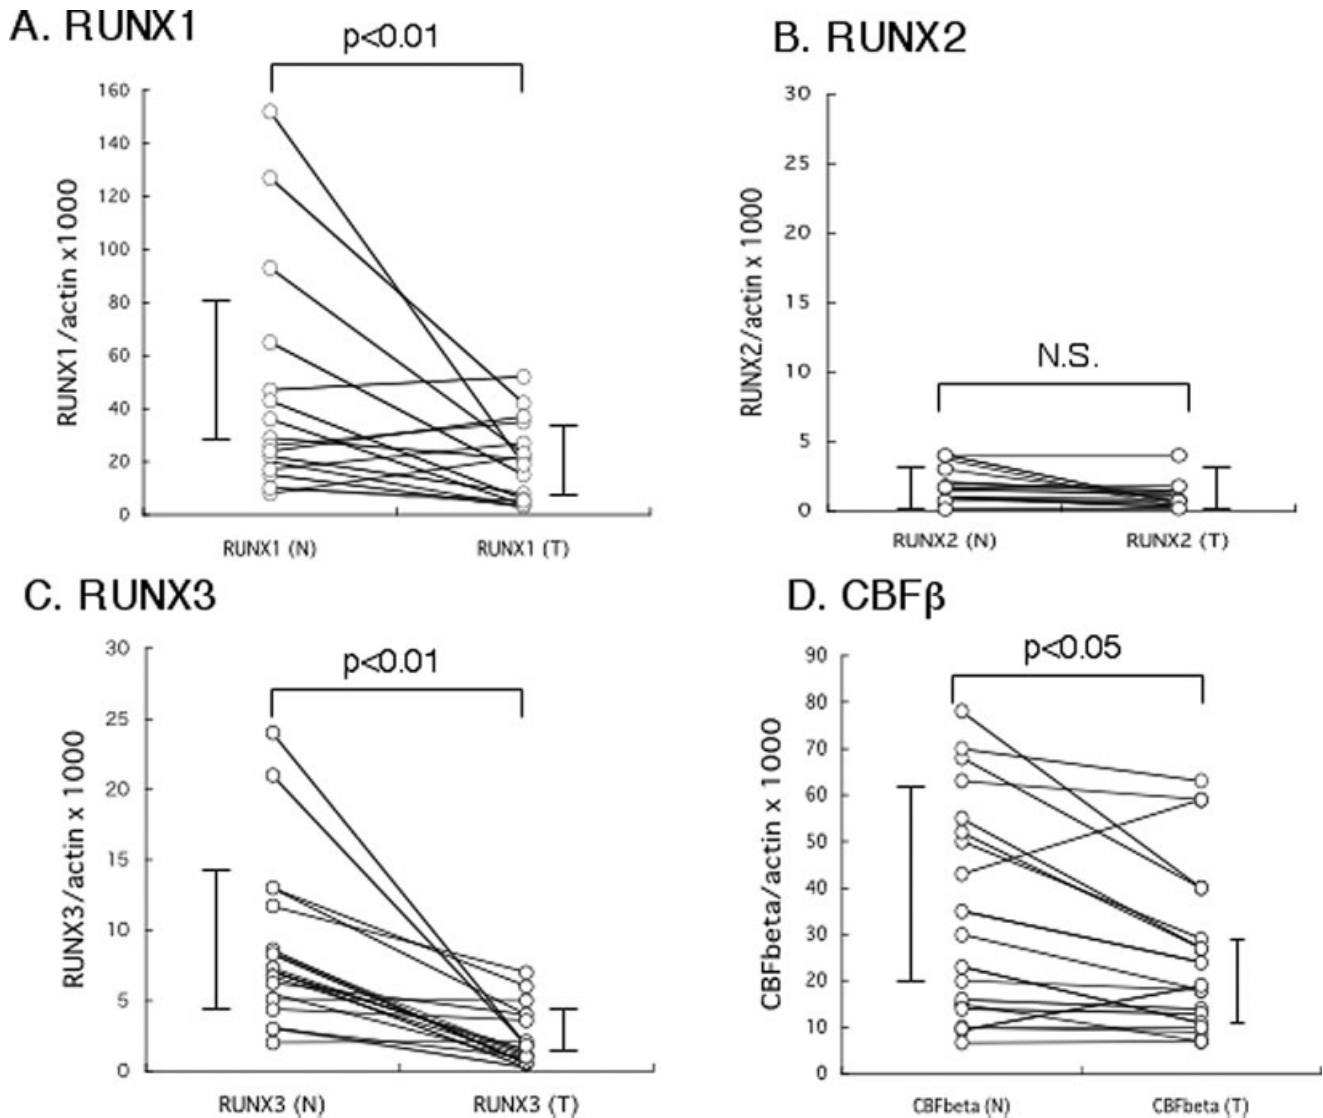 A. RUNX1
p<0.01
160
140
120
100
80
60
40
20
0
RUNX1/actin x1000
RUNX1 (N)
RUNX1 (T)
B. RUNX2
30
25
20
15
10
5
0
RUNX2/actin x 1000
N.S.
RUNX2 (N)
RUNX2 (T)
C. RUNX3
p<0.01
30
25
20
15
10
5
0
RUNX3/actin x 1000
RUNX3 (N)
RUNX3 (T)
D. CBFβ
p<0.05
90
80
70
60
50
40
30
20
10
0
CBFbeta/actin x 1000
CBFbeta (N)
CBFbeta (T)